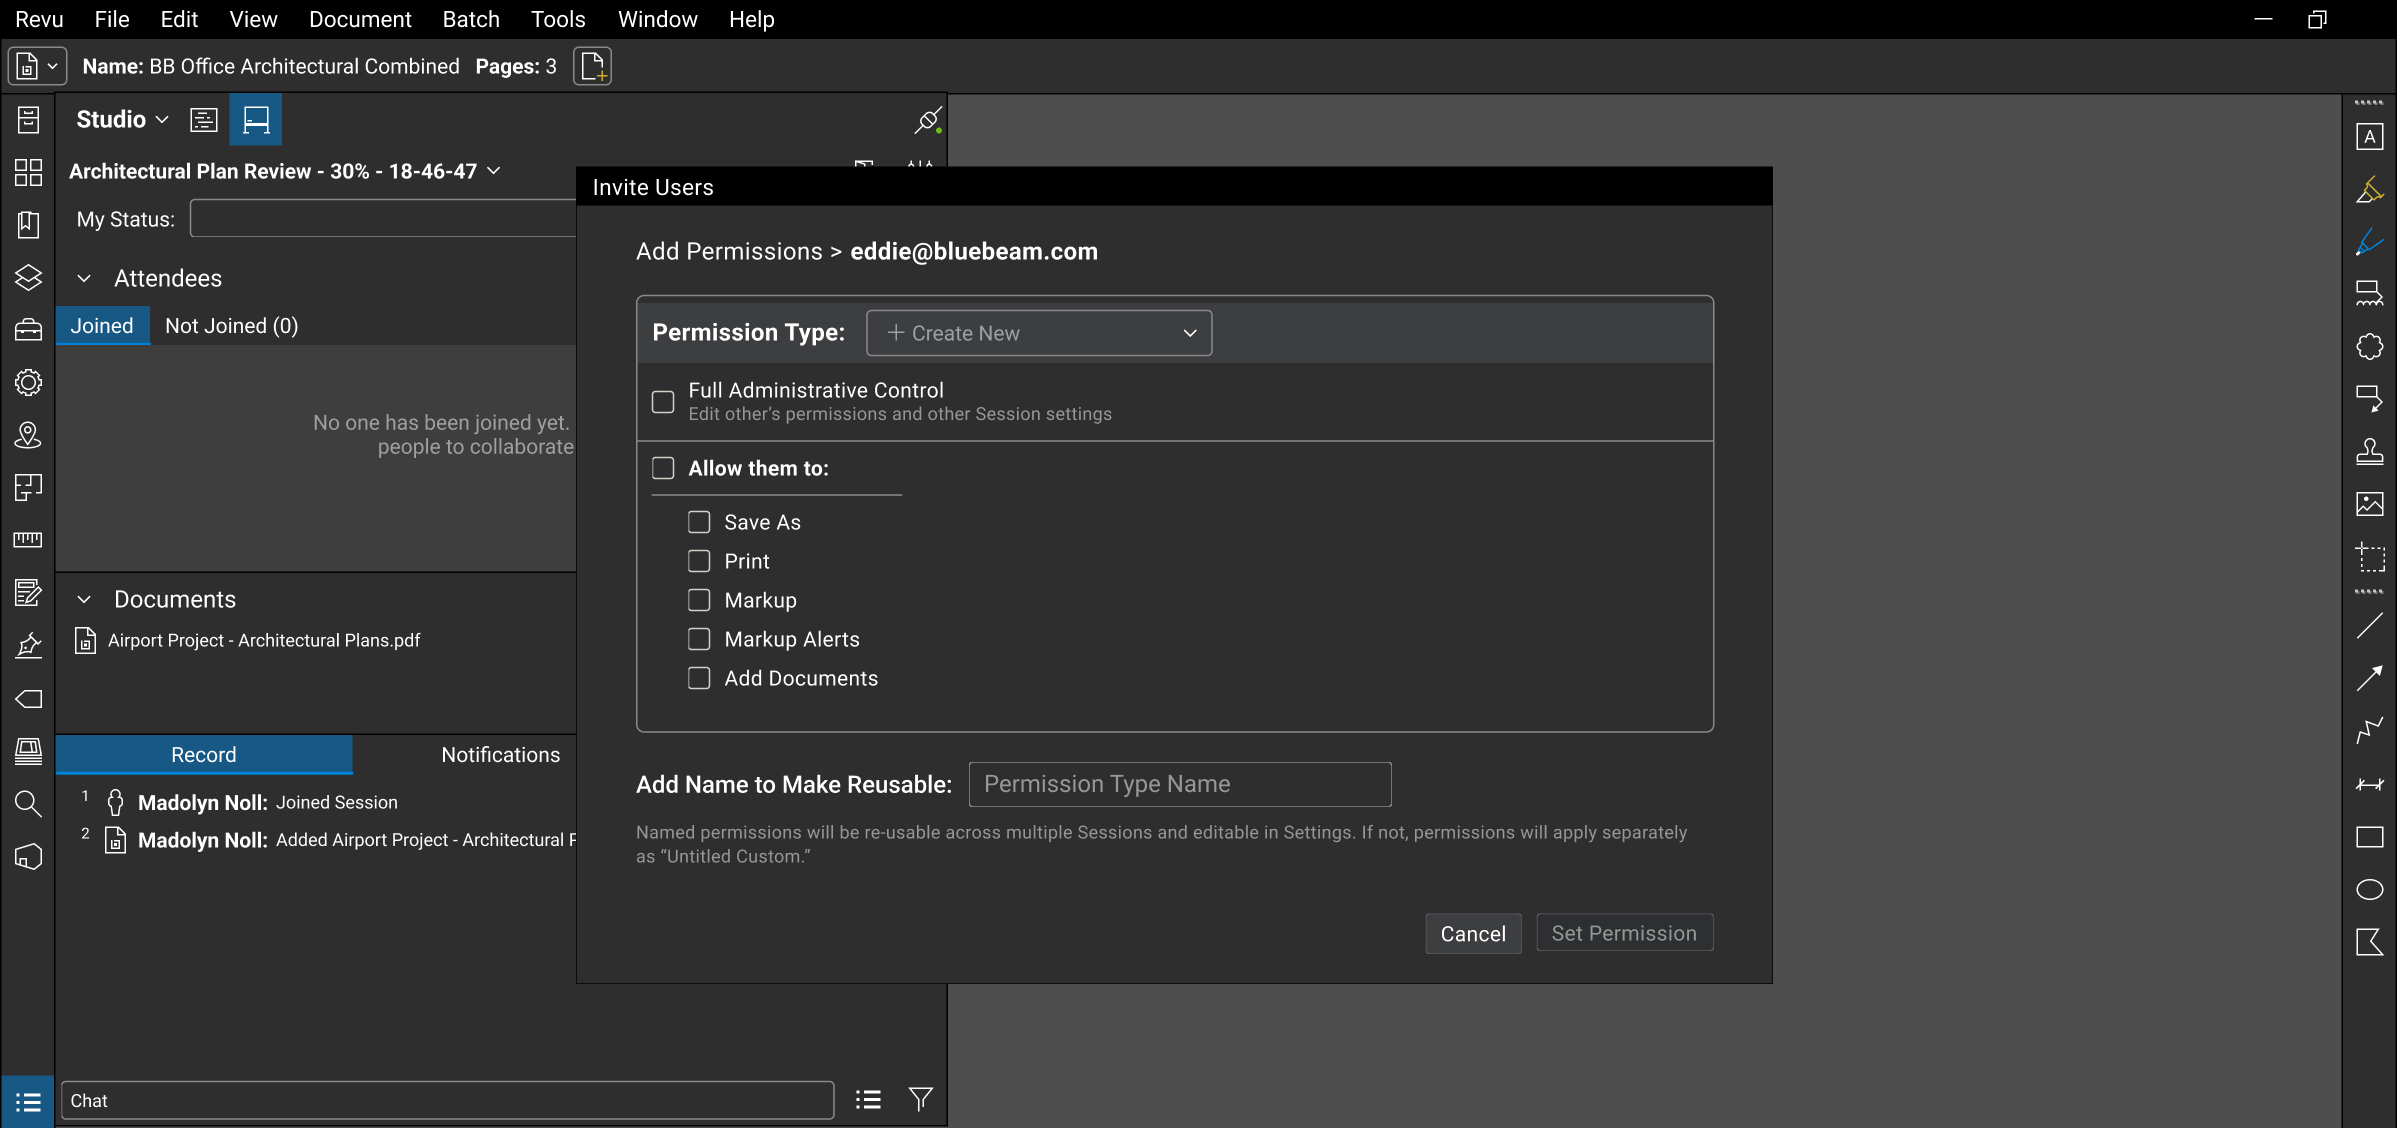 Revu File Edit View Document Batch Tools Window Help
Name: BB Office Architectural Combined Pages: 3
Studio
Architectural Plan Review - 30% - 18-46-47
My Status:
Attendees
Joined Not Joined (0)
No one has been joined yet.
people to collaborate
Documents
Airport Project - Architectural Plans.pdf
Record Notifications
1 Madolyn Noll: Joined Session
2 Madolyn Noll: Added Airport Project - Architectural
Chat
Invite Users
Add Permissions > eddie@bluebeam.com
Permission Type: + Create New
Full Administrative Control
Edit other's permissions and other Session settings
Allow them to:
Save As
Print
Markup
Markup Alerts
Add Documents
Add Name to Make Reusable: Permission Type Name
Named permissions will be re-usable across multiple Sessions and editable in Settings. If not, permissions will apply separately
as “Untitled Custom.”
Cancel Set Permission
A